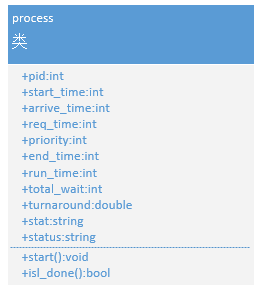 process
类
+pid:int
+start_time:int
+arrive_time:int
+req_time:int
+priority:int
+end_time:int
+run_time:int
+total_wait:int
+turnaround:double
+stat:string
+status:string
+start():void
+isl_done():bool